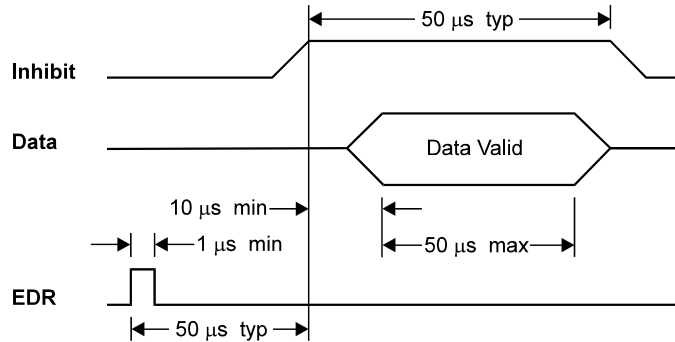 50 μs typ
Inhibit
Data
Data Valid
10 μs min
1 μs min
50 μs max
EDR
50 μs typ